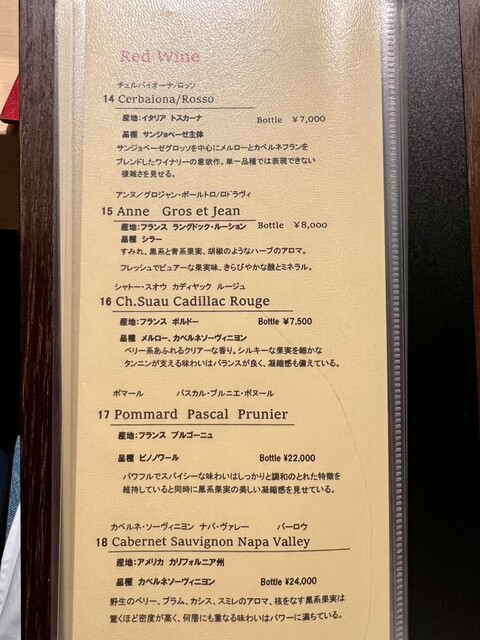 Red Wine
チェルバイオーナ/ロッソ
14 Cerbaiona/Rosso
産地:イタリア トスカーナ Bottle ￥7,000
品種 サンジョベーゼ主体
サンジョベーゼグロッソを中心にメルローとカベルネフランを
ブレンドしたワイナリーの意欲作。単一品種では表現できない
複雑さを見せる。
アンヌ/グロジャン・ポールトロ/ロドラヴィ
15 Anne Gros et Jean
産地:フランス ラングドック・ルーション Bottle ￥8,000
品種 シラー
すみれ、黒系と青系果実、胡椒のようなハーブのアロマ。
フレッシュでピュアーな果実味、きらびやかな酸とミネラル。
シャトー・スオウ カディヤック ルージュ
16 Ch.Suau Cadillac Rouge
産地:フランス ボルドー Bottle ¥7.500
品種 メルロー、カベルネソーヴィニヨン
ベリー系あふれるクリアーな香り。シルキーな果実を細かな
タンニンが支える味わいはバランスが良く、凝縮感も備えている。
ポマール パスカル・プルニエ・ボヌール
17 Pommard Pascal Prunier
産地:フランス ブルゴーニュ
品種 ピノノワール Bottle ¥22,000
パワフルでスパイシーな味わいはしっかりと調和のとれた特徴を
維持していると同時に黒系果実の美しい凝縮感を見せている。
カベルネ・ソーヴィニヨン ナパ・ヴァレー バーロウ
18 Cabernet Sauvignon Napa Valley
産地:アメリカ カリフォルニア州
品種 カベルネソーヴィニヨン Bottle ¥24,000
野生のベリー、プラム、カシス、スミレのアロマ、核をなす黒系果実は
驚くほど密度が高く、何層にも重なる味わいはパワーに満ちている。